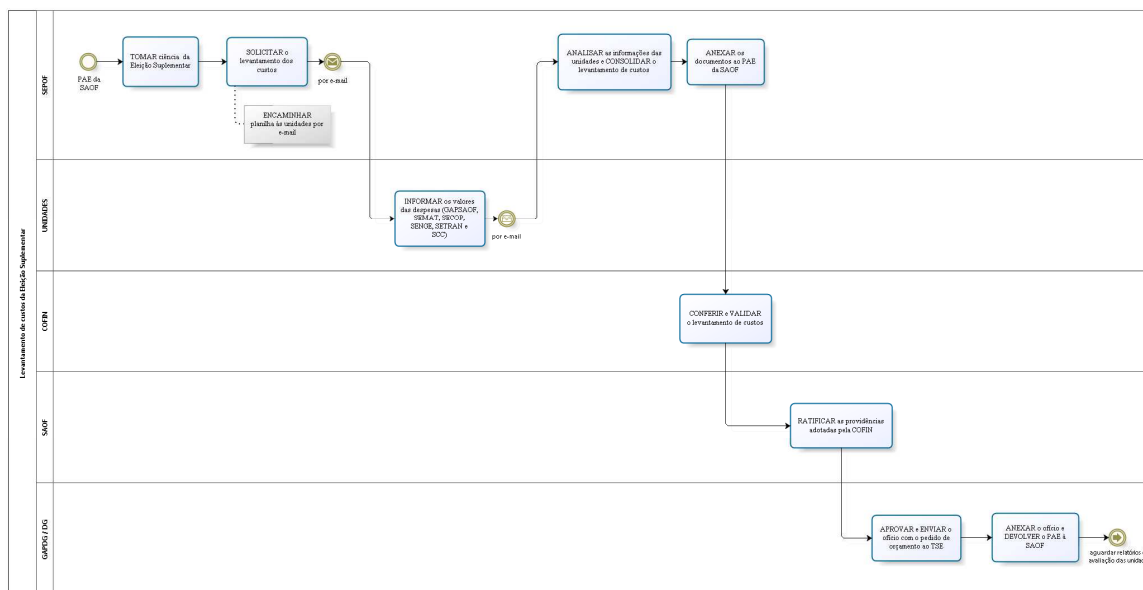 Levantamento de custos da Eleição Suplementar
SEPOF
PAE da
SAOF
TOMAR ciência da
Eleição Suplementar
SOLICITAR o
levantamento dos
custos
por e-mail
ENCAMINHAR
planilha às unidades por
e-mail
ANALISAR as informações das
unidades e CONSOLIDAR o
levantamento de custos
ANEXAR os
documentos ao PAE
da SAOF
UNIDADES
INFORMAR os valores
das despesas (GAPSAOF,
SEMAT, SECOP,
SENGE, SETRAN e
SCC)
por e-mail
COFIN
CONFERIR e VALIDAR
o levantamento de custos
SAOF
RATIFICAR as providências
adotadas pela COFIN
GAPDG / DG
APROVAR e ENVIAR o
ofício com o pedido de
orçamento ao TSE
ANEXAR o ofício e
DEVOLVER o PAE à
SAOF
aguardar relatórios
avaliação das unidad